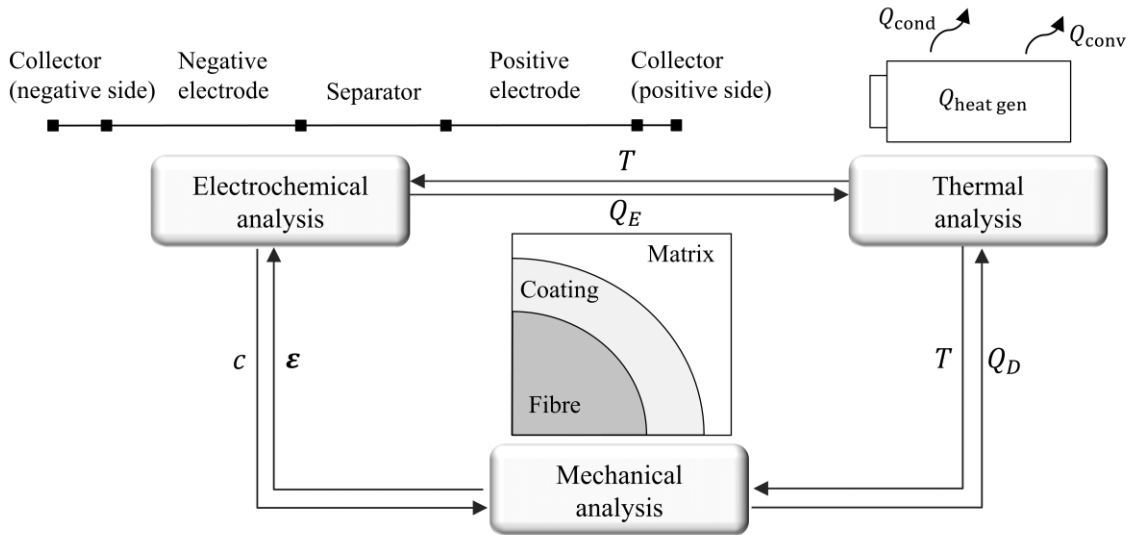 Q_cond
Q_conv
Collector
(negative side)
Negative
electrode
Separator
Positive
electrode
Collector
(positive side)
Q_heat gen
T
Electrochemical
analysis
Thermal
analysis
Q_E
Matrix
Coating
c
ε
T
Q_D
Fibre
Mechanical
analysis